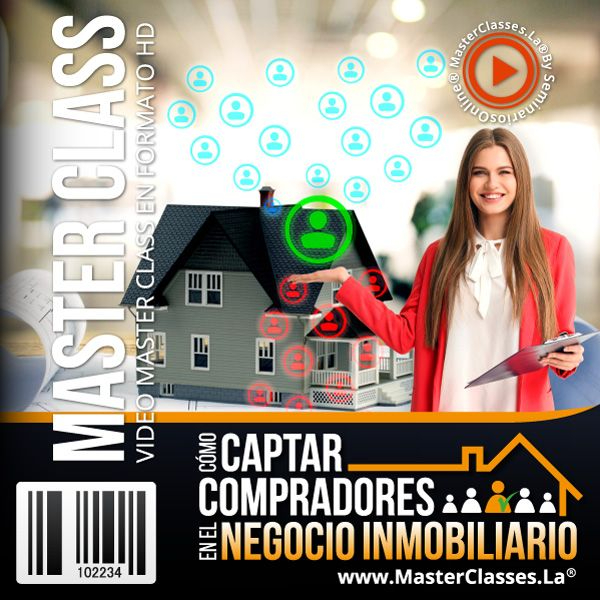 MASTER CLASS
VIDEO MASTER CLASS EN FORMATO HD
MasterClasses.La®By SeminariosOnline®
CÓMO CAPTAR
COMPRADORES
EN EL NEGOCIO INMOBILIARIO
www.MasterClasses.La®
102234